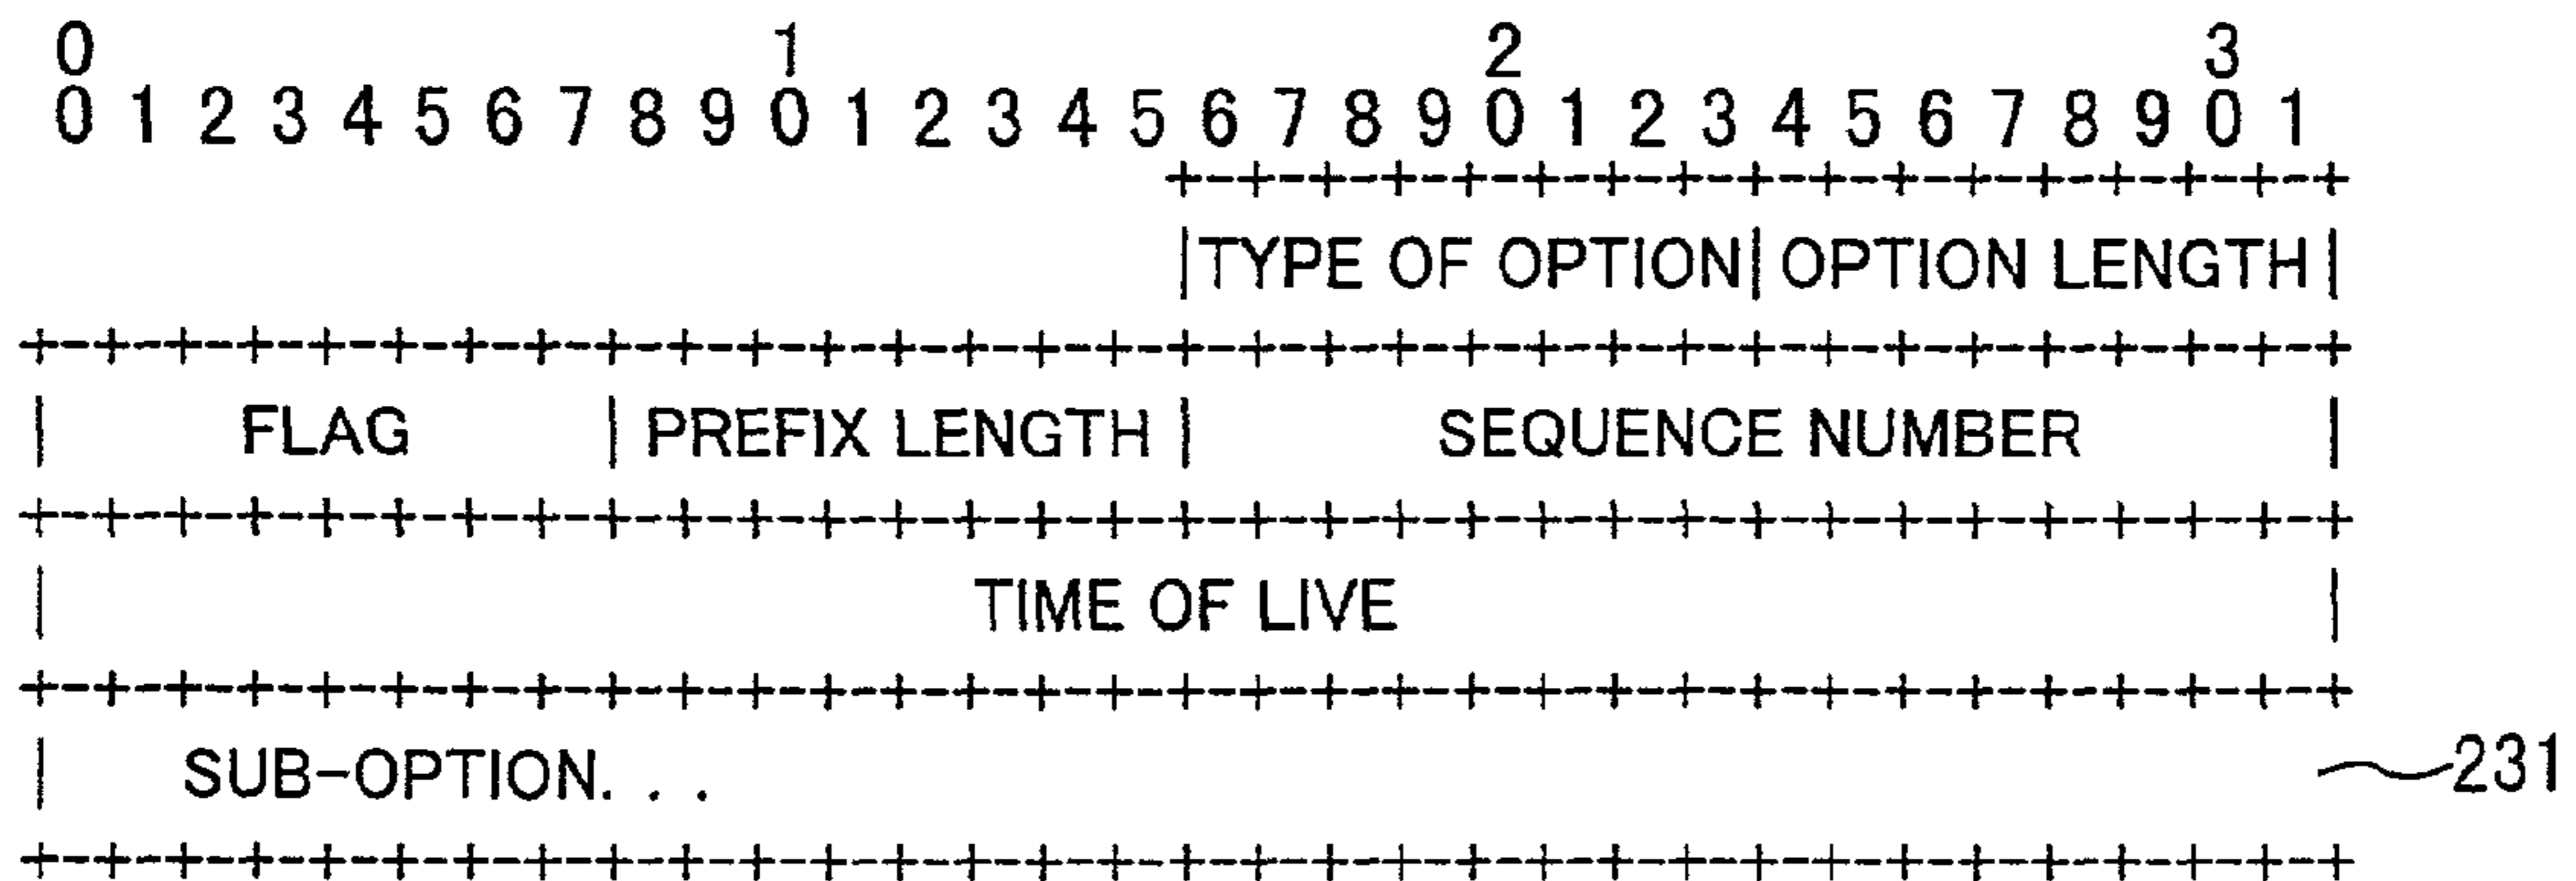 0 1 2 3
0 1 2 3 4 5 6 7 8 9 0 1 2 3 4 5 6 7 8 9 0 1 2 3 4 5 6 7 8 9 0 1
+-+-+-+-+-+-+-+-+-+-+-+-+-+-+-+-+
|TYPE OF OPTION| OPTION LENGTH|
+-+-+-+-+-+-+-+-+-+-+-+-+-+-+-+-+-+-+-+-+-+-+-+-+-+-+-+-+-+-+-+-+
| FLAG | PREFIX LENGTH | SEQUENCE NUMBER |
+-+-+-+-+-+-+-+-+-+-+-+-+-+-+-+-+-+-+-+-+-+-+-+-+-+-+-+-+-+-+-+-+
| TIME OF LIVE |
+-+-+-+-+-+-+-+-+-+-+-+-+-+-+-+-+-+-+-+-+-+-+-+-+-+-+-+-+-+-+-+-+
| SUB-OPTION. . . 231
+-+-+-+-+-+-+-+-+-+-+-+-+-+-+-+-+-+-+-+-+-+-+-+-+-+-+-+-+-+-+-+-+